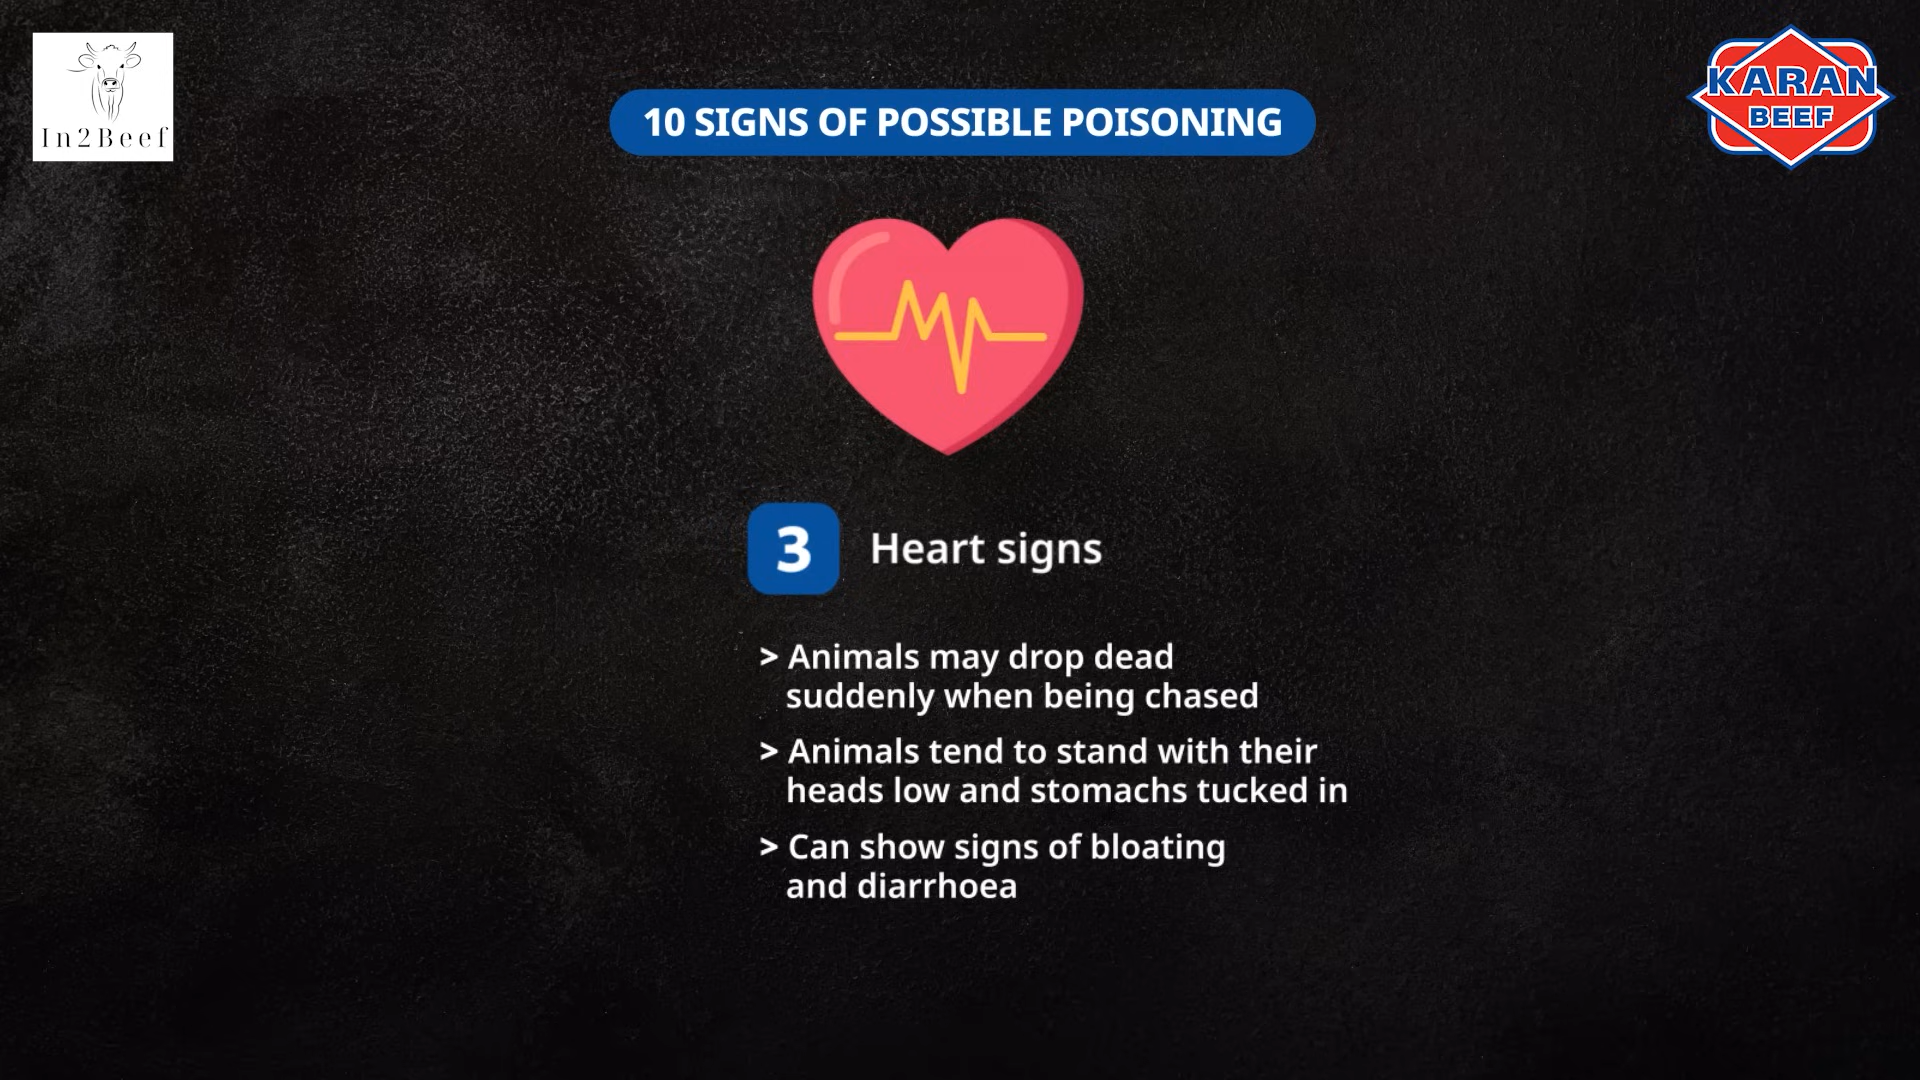 In2Beef
KARAN
BEEF
10 SIGNS OF POSSIBLE POISONING
3 Heart signs
> Animals may drop dead
suddenly when being chased
> Animals tend to stand with their
heads low and stomachs tucked in
> Can show signs of bloating
and diarrhoea